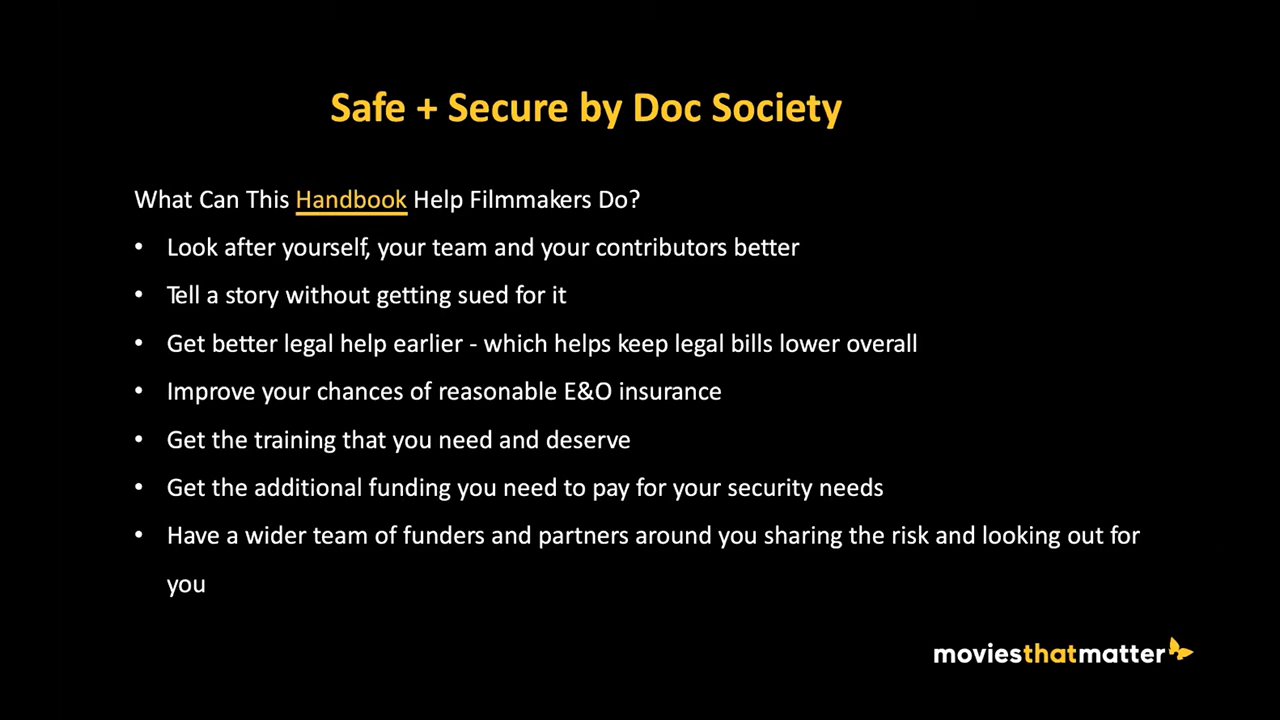 Safe + Secure by Doc Society
What Can This Handbook Help Filmmakers Do?
• Look after yourself, your team and your contributors better
• Tell a story without getting sued for it
• Get better legal help earlier - which helps keep legal bills lower overall
• Improve your chances of reasonable E&O insurance
• Get the training that you need and deserve
• Get the additional funding you need to pay for your security needs
• Have a wider team of funders and partners around you sharing the risk and looking out for
you
moviesthatmatter